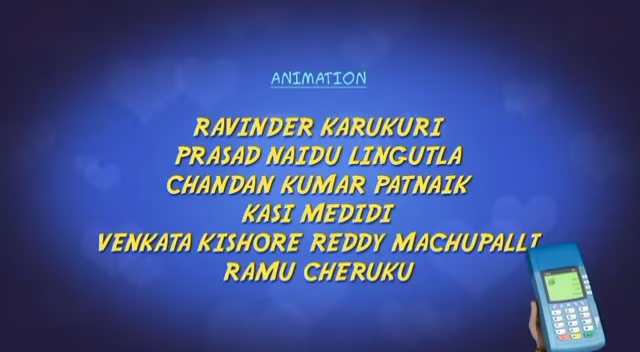 ANIMATION
RAVINDER KARUKURI
PRASAD NAIDU LINGUTLA
CHANDAN KUMAR PATNAIK
KASI MEDIDI
VENKATA KISHORE REDDY MACHUPALLI
RAMU CHERUKU